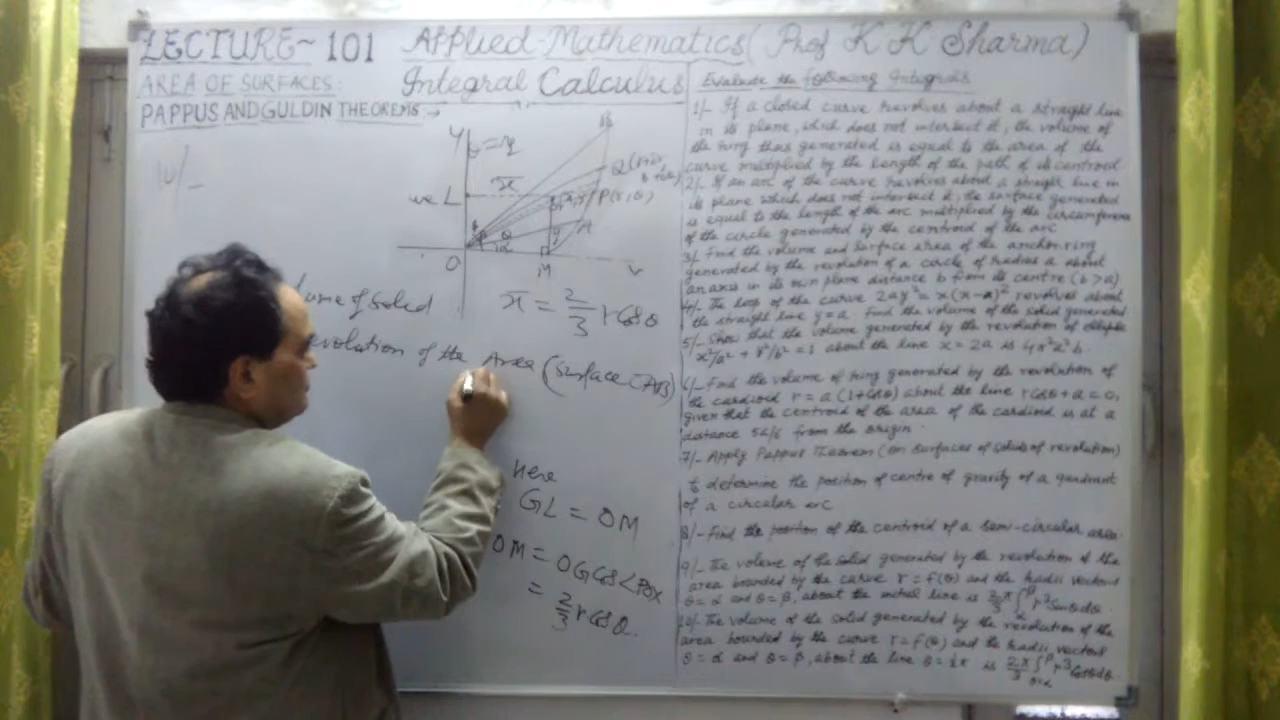 LECTURE~101 Applied-Mathematics (Prof K K Sharma)
AREA OF SURFACES:
Integral Calculus
PAPPUS AND GULDIN THEOREMS →
10/-
Y
x̄
L
P(r,θ)
A
O
M
x̄ = 2/3 r Cosθ
lume of Solid
evolution of the Area (Surface OAB)
Here
GL = OM
OM = OG Cos∠POX
= 2/3 r Cosθ.
Evaluate the following Integrals
1/- If a closed curve revolves about a straight line
in its plane, which does not intersect it, the volume of
the ring thus generated is equal to the area of the
curve multiplied by the length of the path of its centroid
2/- If an arc of the curve revolves about a straight line in
its plane which does not intersect it, the surface generated
is equal to the length of the arc multiplied by the circumference
of the circle generated by the centroid of the arc
3/- Find the volume and surface area of the anchor-ring
generated by the revolution of a circle of radius a about
an axis in its own plane distance b from its centre (b>a)
4/- The loop of the curve 2ay² = x(x-a)² revolves about
the straight line y=a. Find the volume of the solid generated
5/- Show that the volume generated by the revolution of ellipse
x²/a² + y²/b² = 1 about the line x = 2a is 4π²a²b.
6/- Find the volume of ring generated by the revolution of
the cardioid r = a(1+Cosθ) about the line rCosθ+a = 0,
given that the centroid of the area of the cardioid is at a
distance 5a/6 from the origin.
7/- Apply Pappus Theorem (on surfaces of solids of revolution)
to determine the position of centre of gravity of a quadrant
of a circular arc
8/- Find the position of the centroid of a semi-circular area.
9/- The volume of the solid generated by the revolution of the
area bounded by the curve r = f(θ) and the radii vectors
θ=α and θ=β, about the initial line is 2/3 π ∫αβ r³ Sinθdθ.
10/- The volume of the solid generated by the revolution of the
area bounded by the curve r = f(θ) and the radii vectors
θ=α and θ=β, about the line θ = ½π is 2π/3 ∫θ=αβ r³ Cosθdθ.